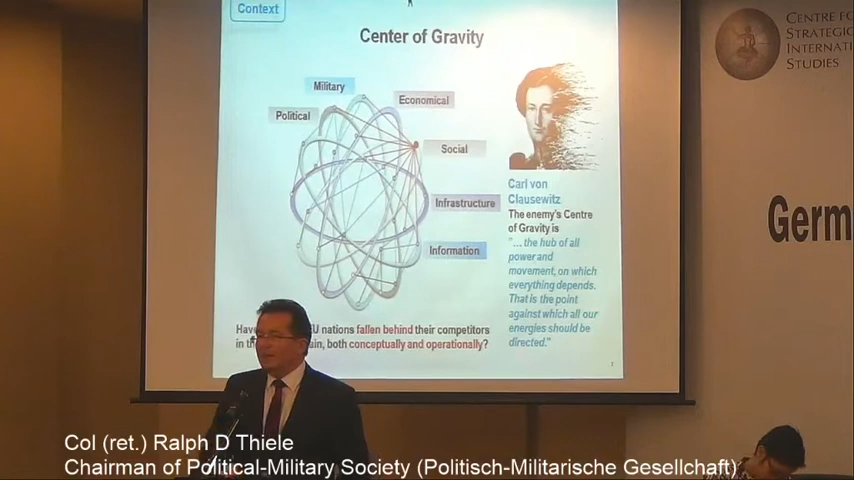 Context
Center of Gravity
Military
Economical
Political
Social
Infrastructure
Information
Carl von
Clausewitz
The enemy's Centre
of Gravity is
"... the hub of all
power and
movement, on which
everything depends.
That is the point
against which all our
energies should be
directed."
Have U nations fallen behind their competitors
in th ain, both conceptually and operationally?
7
CENTRE FOR
STRATEGIC
INTERNATI
STUDIES
Germ
Col (ret.) Ralph D Thiele
Chairman of Political-Military Society (Politisch-Militarische Gesellchaft)